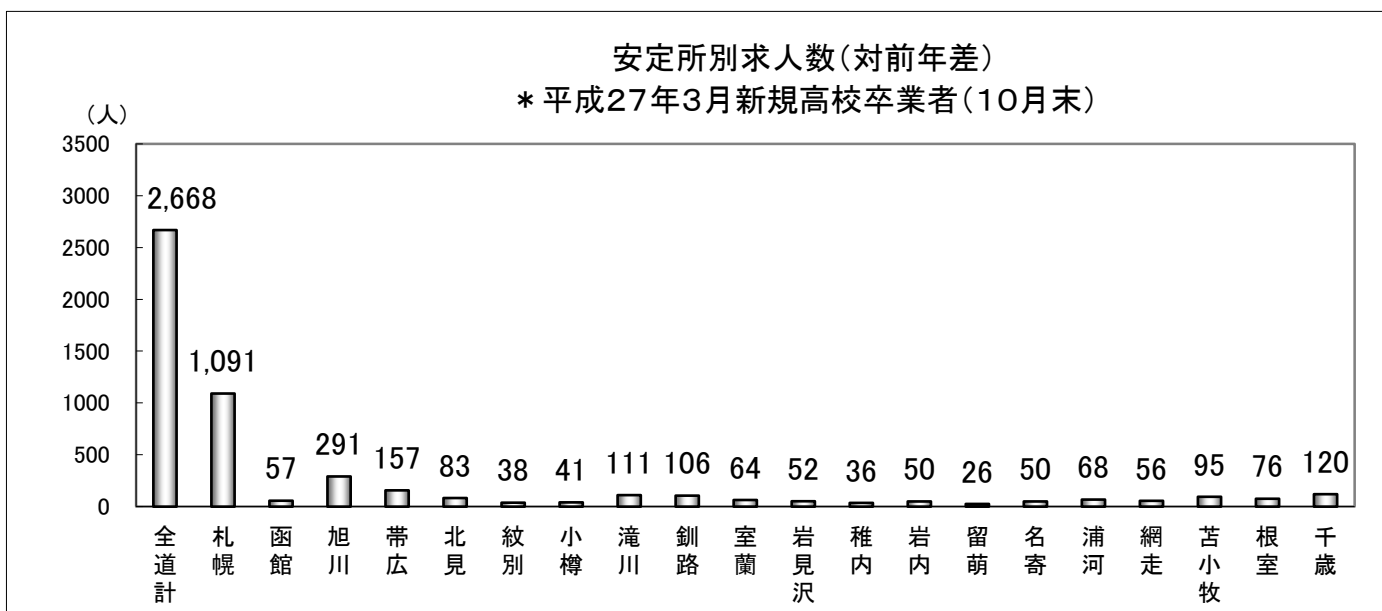 安定所別求人数(対前年差)
＊平成２７年３月新規高校卒業者(１０月末)
(人)
3500
3000
2500
2000
1500
1000
500
0
2,668
1,091
57
291
157
83
38
41
111
106
64
52
36
50
26
50
68
56
95
76
120
全道計
札幌
函館
旭川
帯広
北見
紋別
小樽
滝川
釧路
室蘭
岩見沢
稚内
岩内
留萌
名寄
浦河
網走
苫小牧
根室
千歳